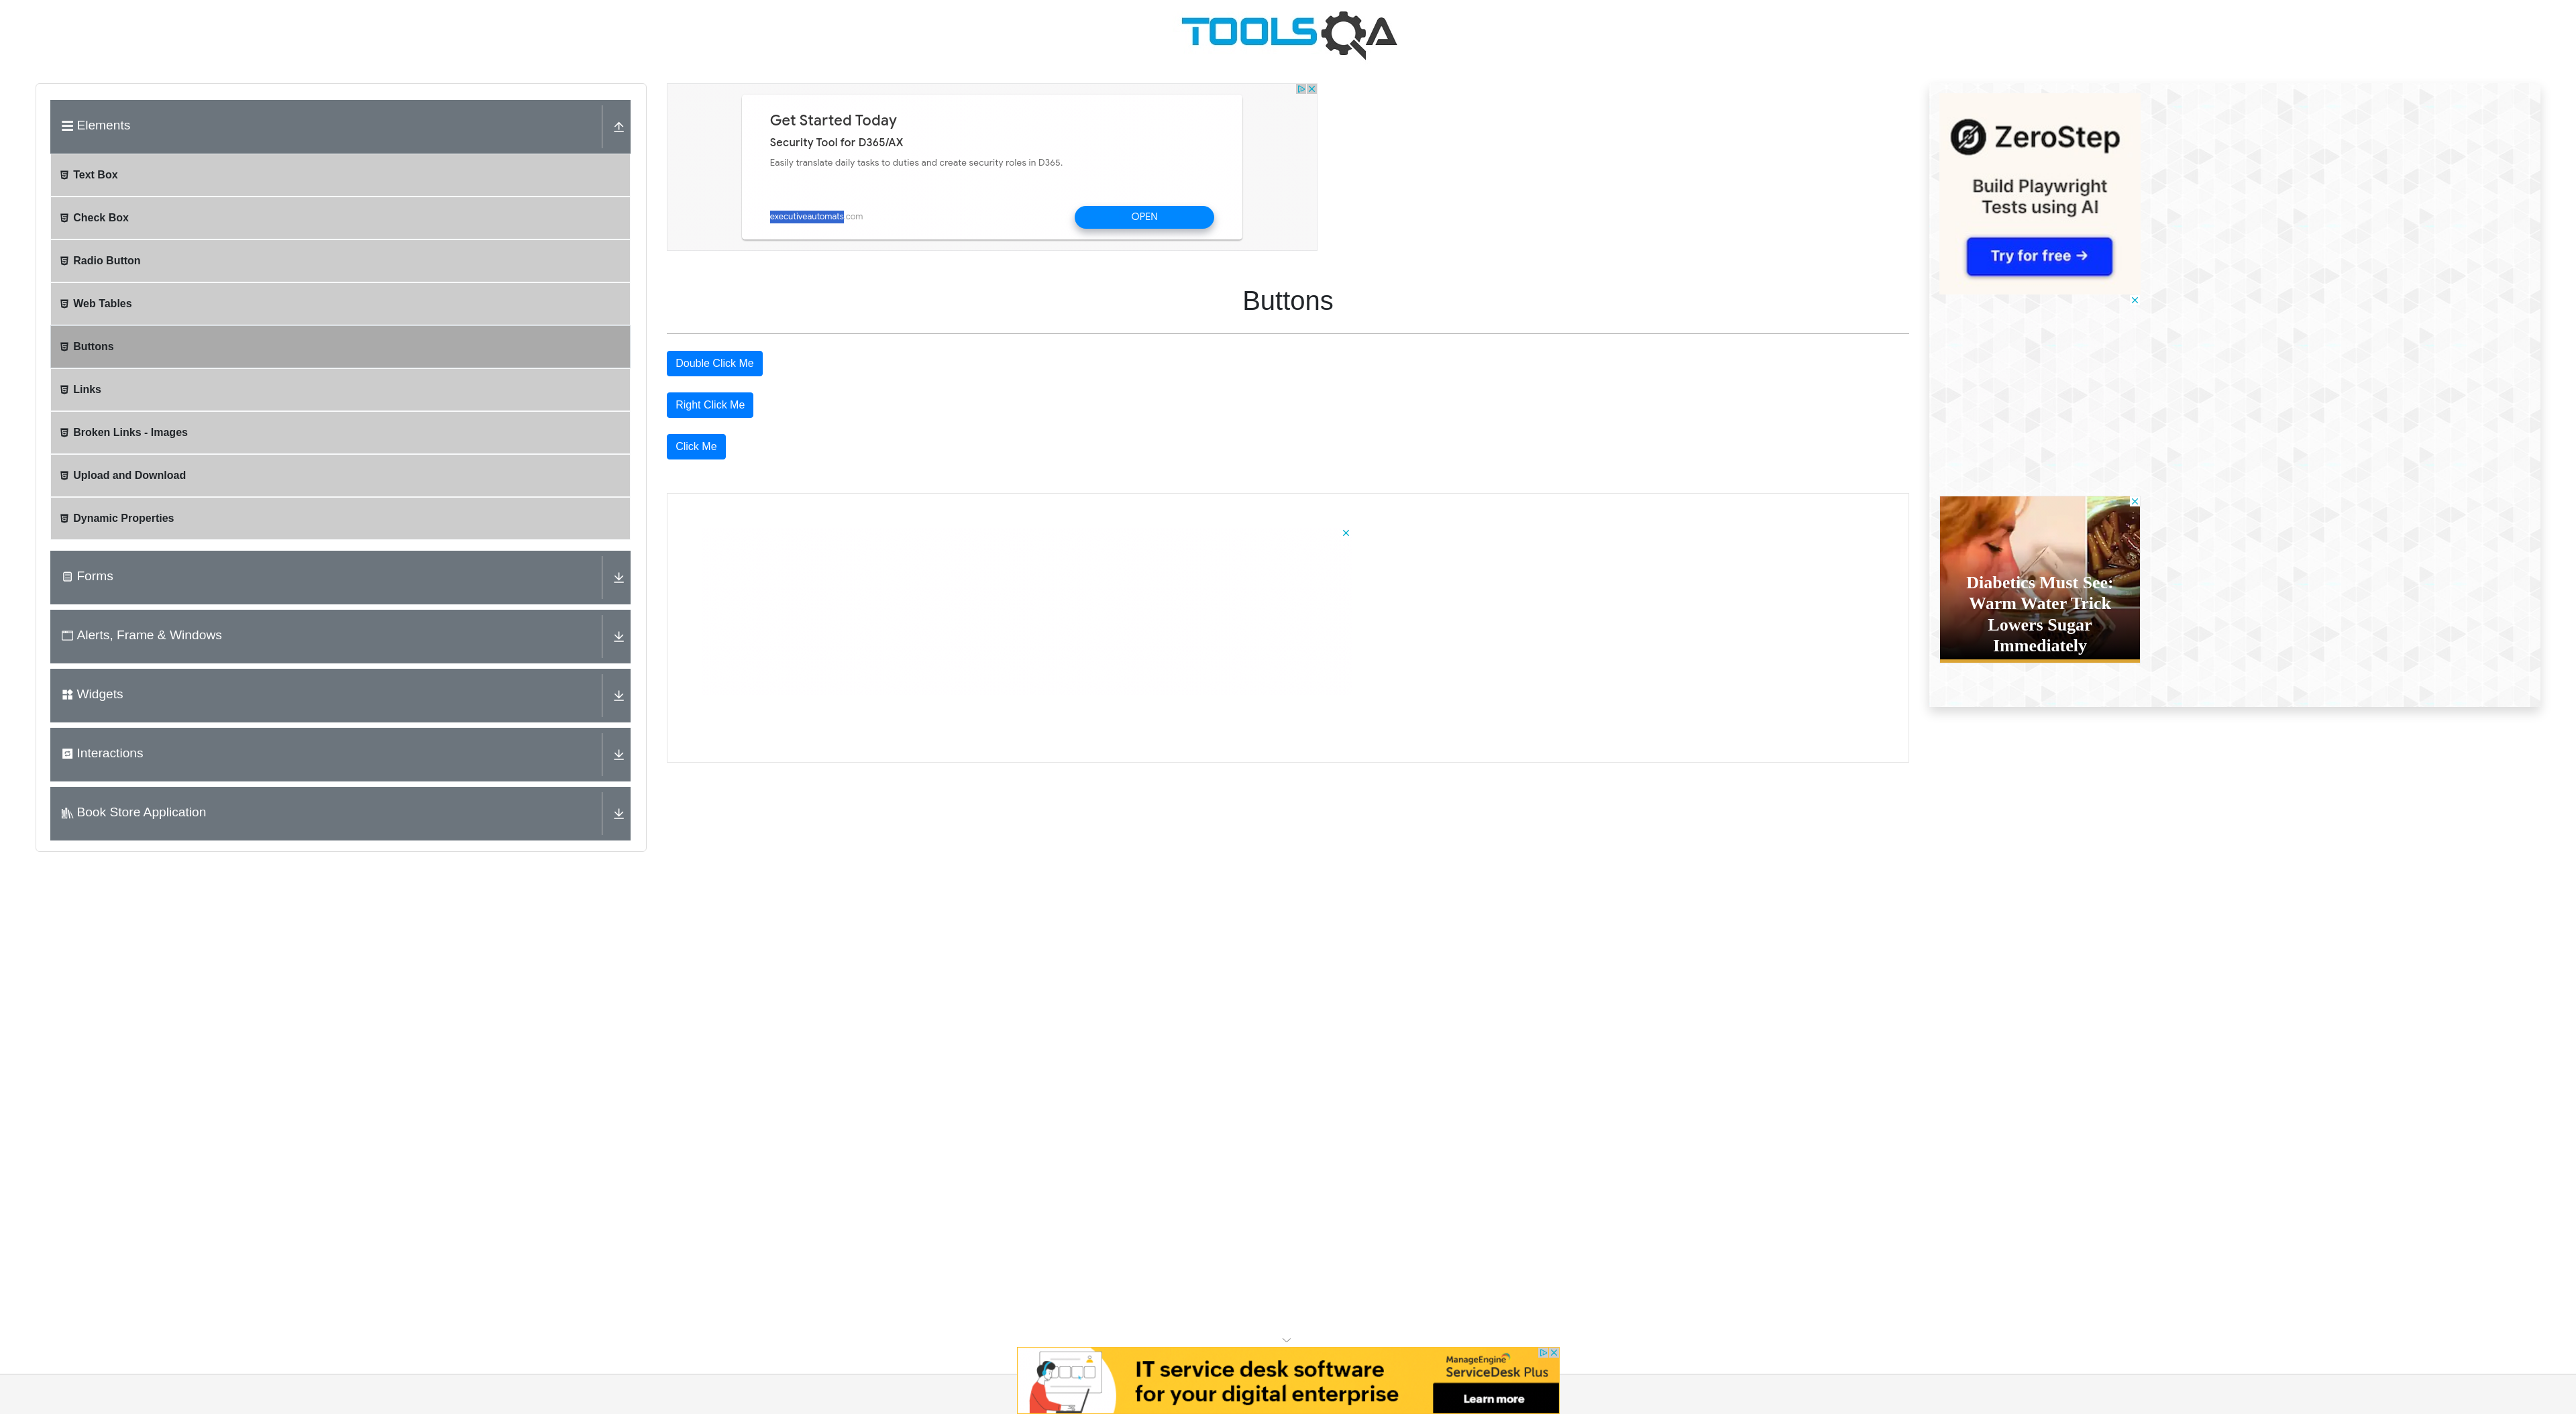 TOOLSQA
Elements
Text Box
Check Box
Radio Button
Web Tables
Buttons
Links
Broken Links - Images
Upload and Download
Dynamic Properties
Forms
Alerts, Frame & Windows
Widgets
Interactions
Book Store Application
Get Started Today
Security Tool for D365/AX
Easily translate daily tasks to duties and create security roles in D365.
executiveautomats.com
OPEN
Buttons
Double Click Me
Right Click Me
Click Me
ZeroStep
Build Playwright
Tests using AI
Try for free →
Diabetics Must See:
Warm Water Trick
Lowers Sugar
Immediately
IT service desk software
for your digital enterprise
ManageEngine
ServiceDesk Plus
Learn more